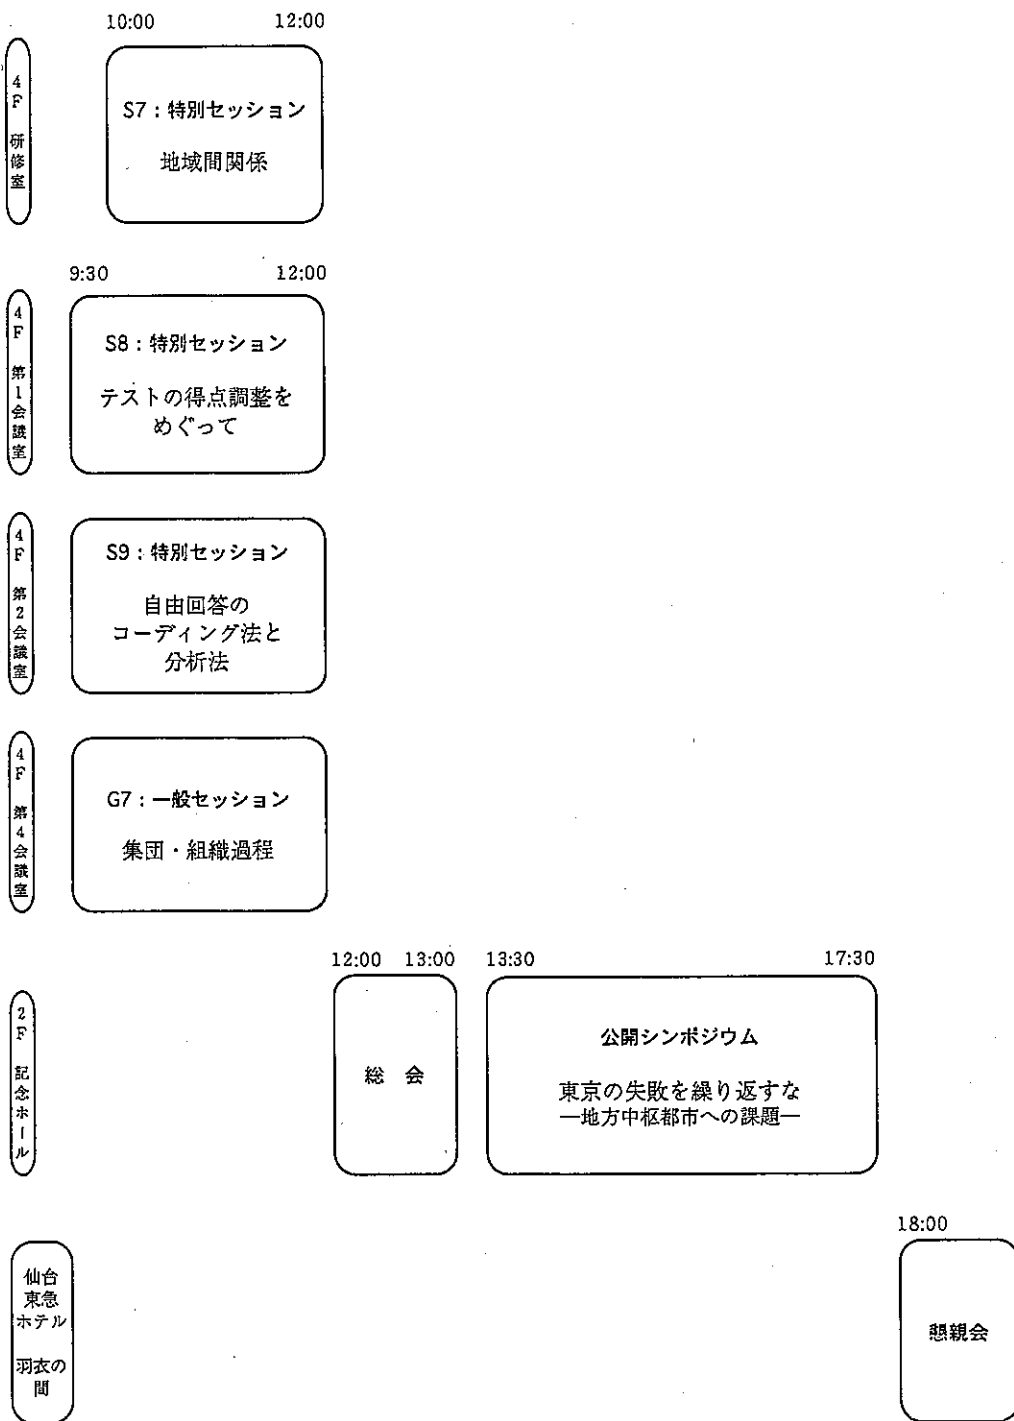 10:00 12:00
4F 研修室
S7：特別セッション
地域間関係
9:30 12:00
4F 第1会議室
S8：特別セッション
テストの得点調整を
めぐって
4F 第2会議室
S9：特別セッション
自由回答の
コーディング法と
分析法
4F 第4会議室
G7：一般セッション
集団・組織過程
12:00 13:00 13:30 17:30
2F 記念ホール
総 会
公開シンポジウム
東京の失敗を繰り返すな
―地方中枢都市への課題―
18:00
仙台
東急
ホテル
羽衣の
間
懇親会